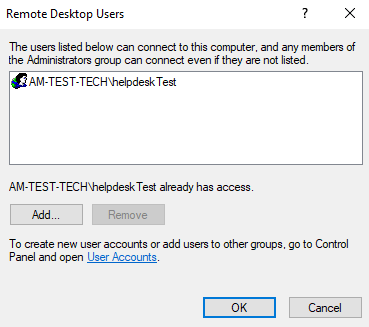 Remote Desktop Users
The users listed below can connect to this computer, and any members of
the Administrators group can connect even if they are not listed.
AM-TEST-TECH\helpdeskTest
AM-TEST-TECH\helpdeskTest already has access.
Add...
Remove
To create new user accounts or add users to other groups, go to Control
Panel and open User Accounts.
OK
Cancel